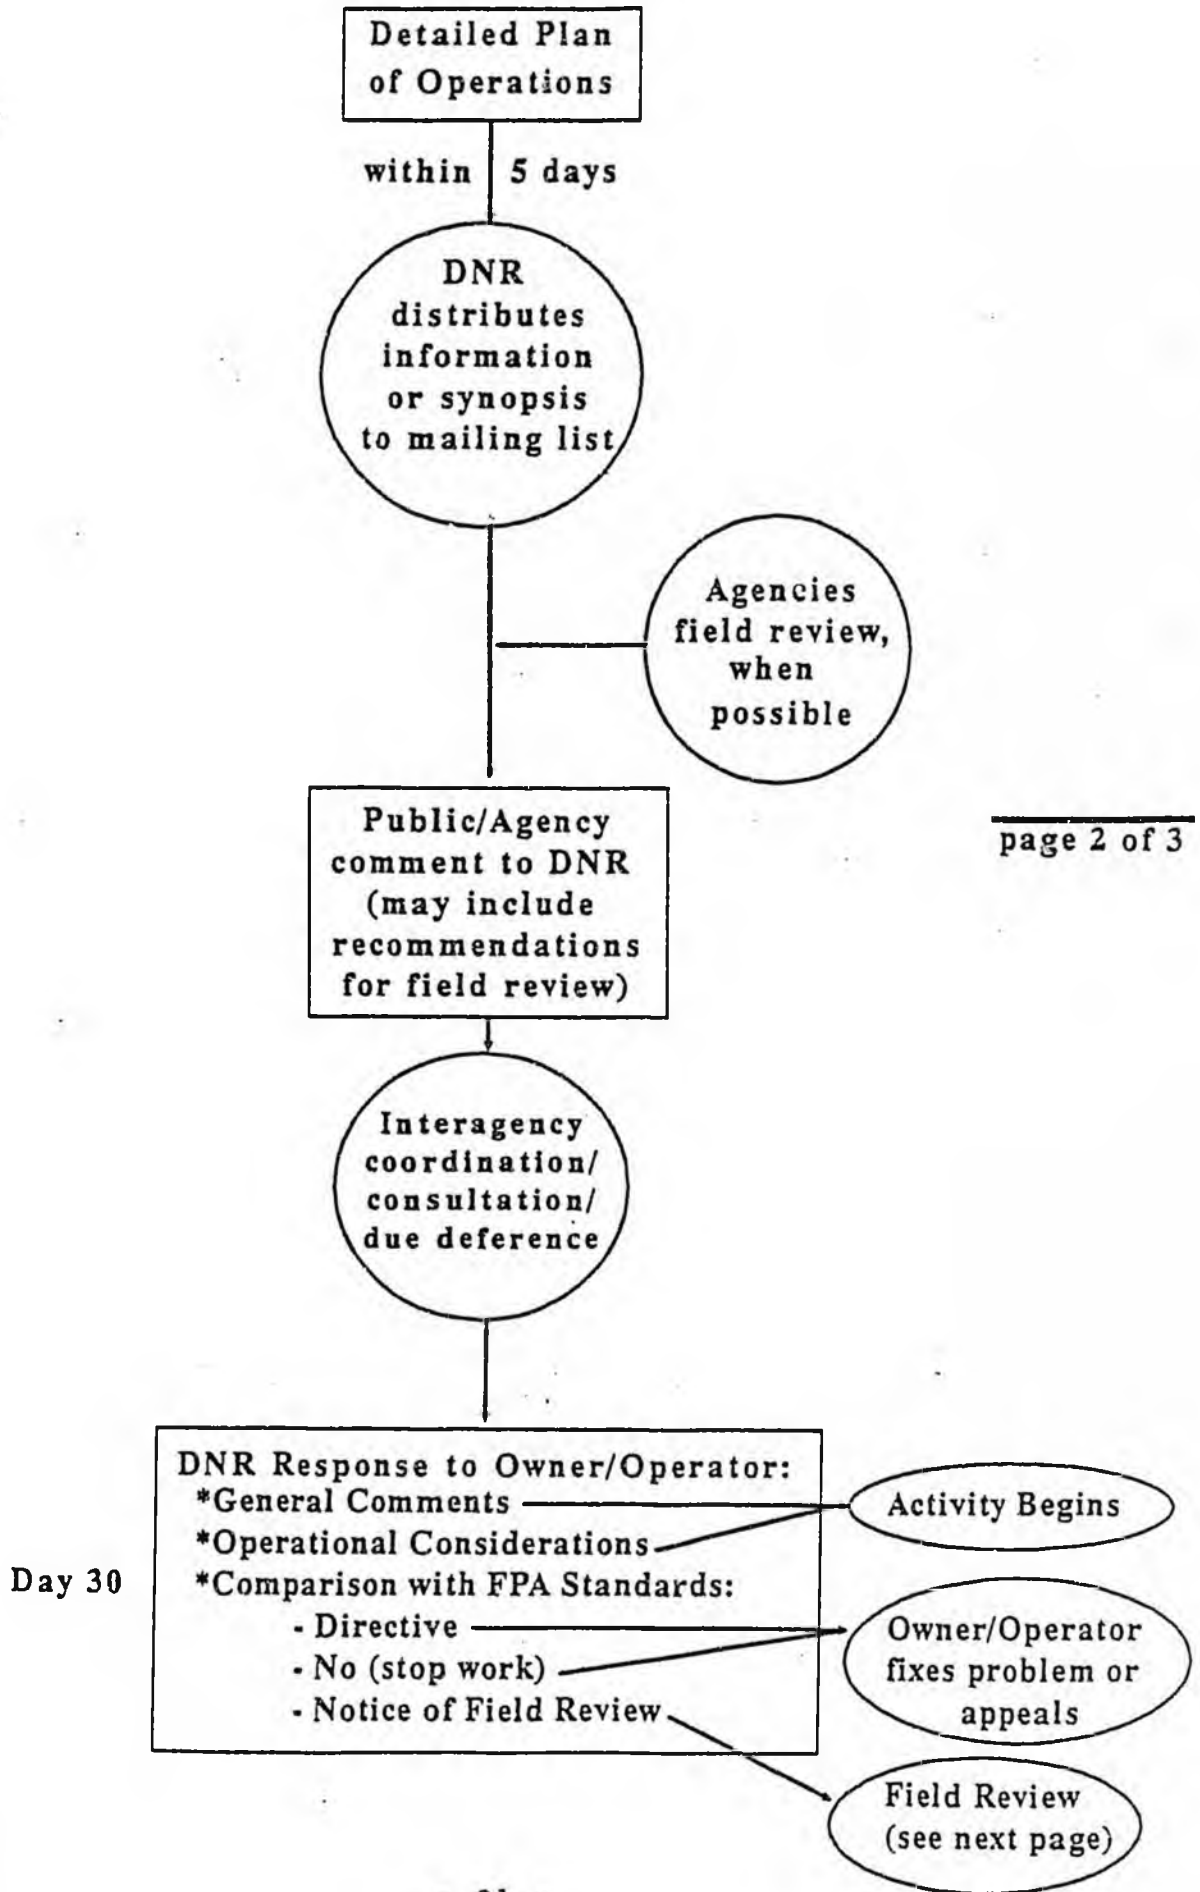 Detailed Plan
of Operations
within 5 days
DNR
distributes
information
or synopsis
to mailing list
Agencies
field review,
when
possible
page 2 of 3
Public/Agency
comment to DNR
(may include
recommendations
for field review)
Interagency
coordination/
consultation/
due deference
Day 30
DNR Response to Owner/Operator:
*General Comments
*Operational Considerations
*Comparison with FPA Standards:
- Directive
- No (stop work)
- Notice of Field Review
Activity Begins
Owner/Operator
fixes problem or
appeals
Field Review
(see next page)